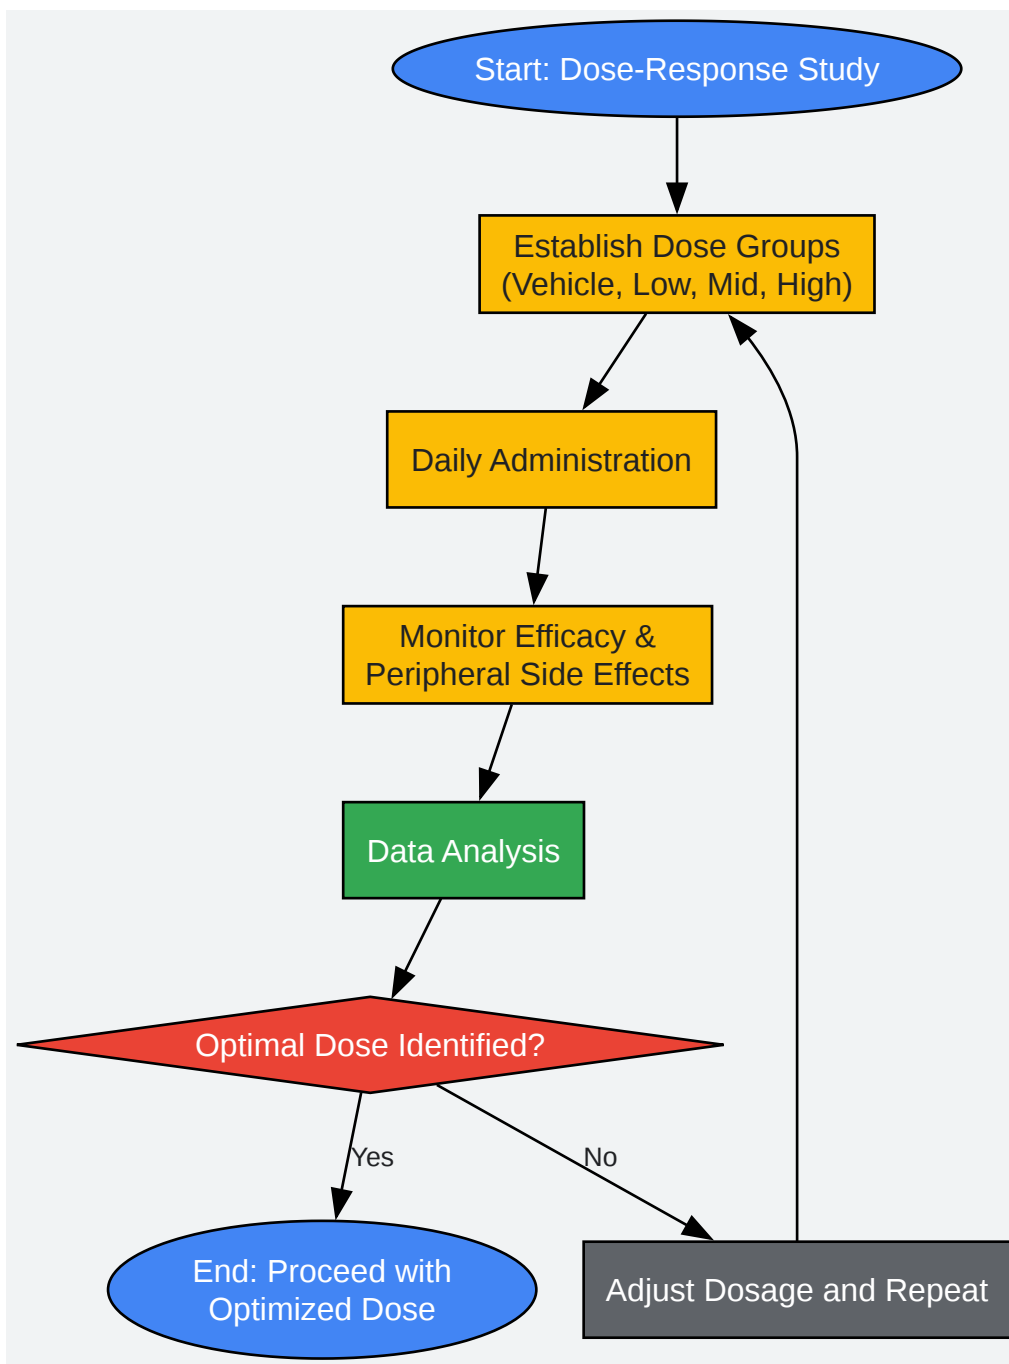 Start: Dose-Response Study
Establish Dose Groups
(Vehicle, Low, Mid, High)
Daily Administration
Monitor Efficacy &
Peripheral Side Effects
Data Analysis
Optimal Dose Identified?
Yes
No
End: Proceed with
Optimized Dose
Adjust Dosage and Repeat